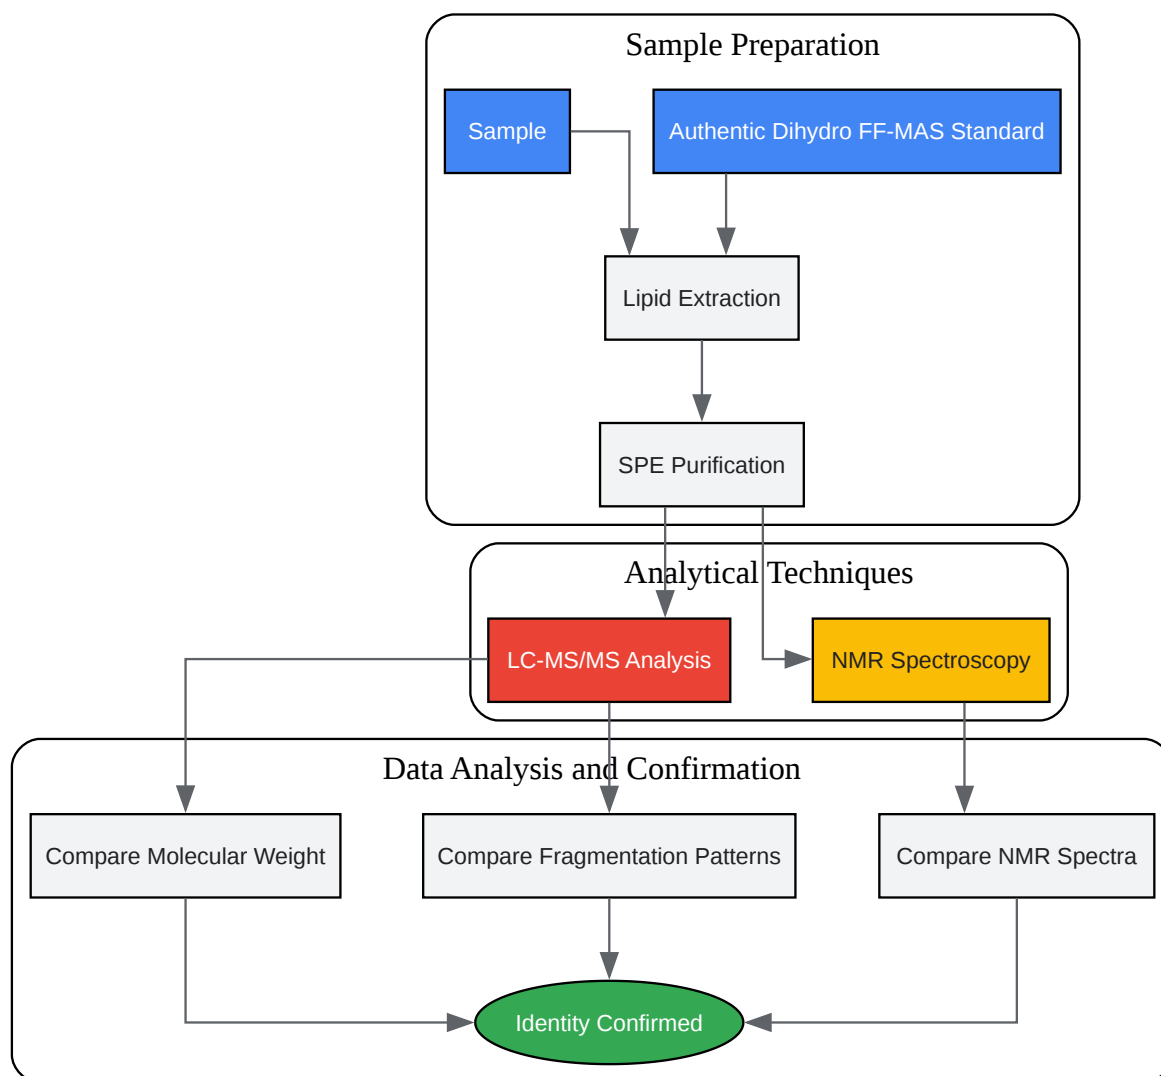 Sample Preparation
Sample
Authentic Dihydro FF-MAS Standard
Lipid Extraction
SPE Purification
Analytical Techniques
LC-MS/MS Analysis
NMR Spectroscopy
Data Analysis and Confirmation
Compare Molecular Weight
Compare Fragmentation Patterns
Compare NMR Spectra
Identity Confirmed